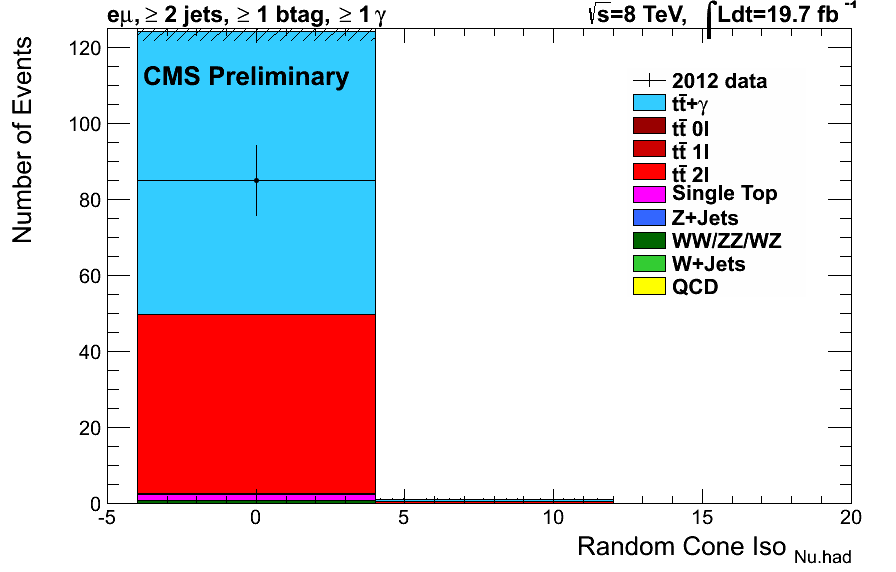 eμ, ≥ 2 jets, ≥ 1 btag, ≥ 1 γ
√s=8 TeV, ∫Ldt=19.7 fb⁻¹
CMS Preliminary
2012 data
tt̄+γ
tt̄ 0l
tt̄ 1l
tt̄ 2l
Single Top
Z+Jets
WW/ZZ/WZ
W+Jets
QCD
Number of Events
120
100
80
60
40
20
0
-5 0 5 10 15 20
Random Cone Iso Nu.had